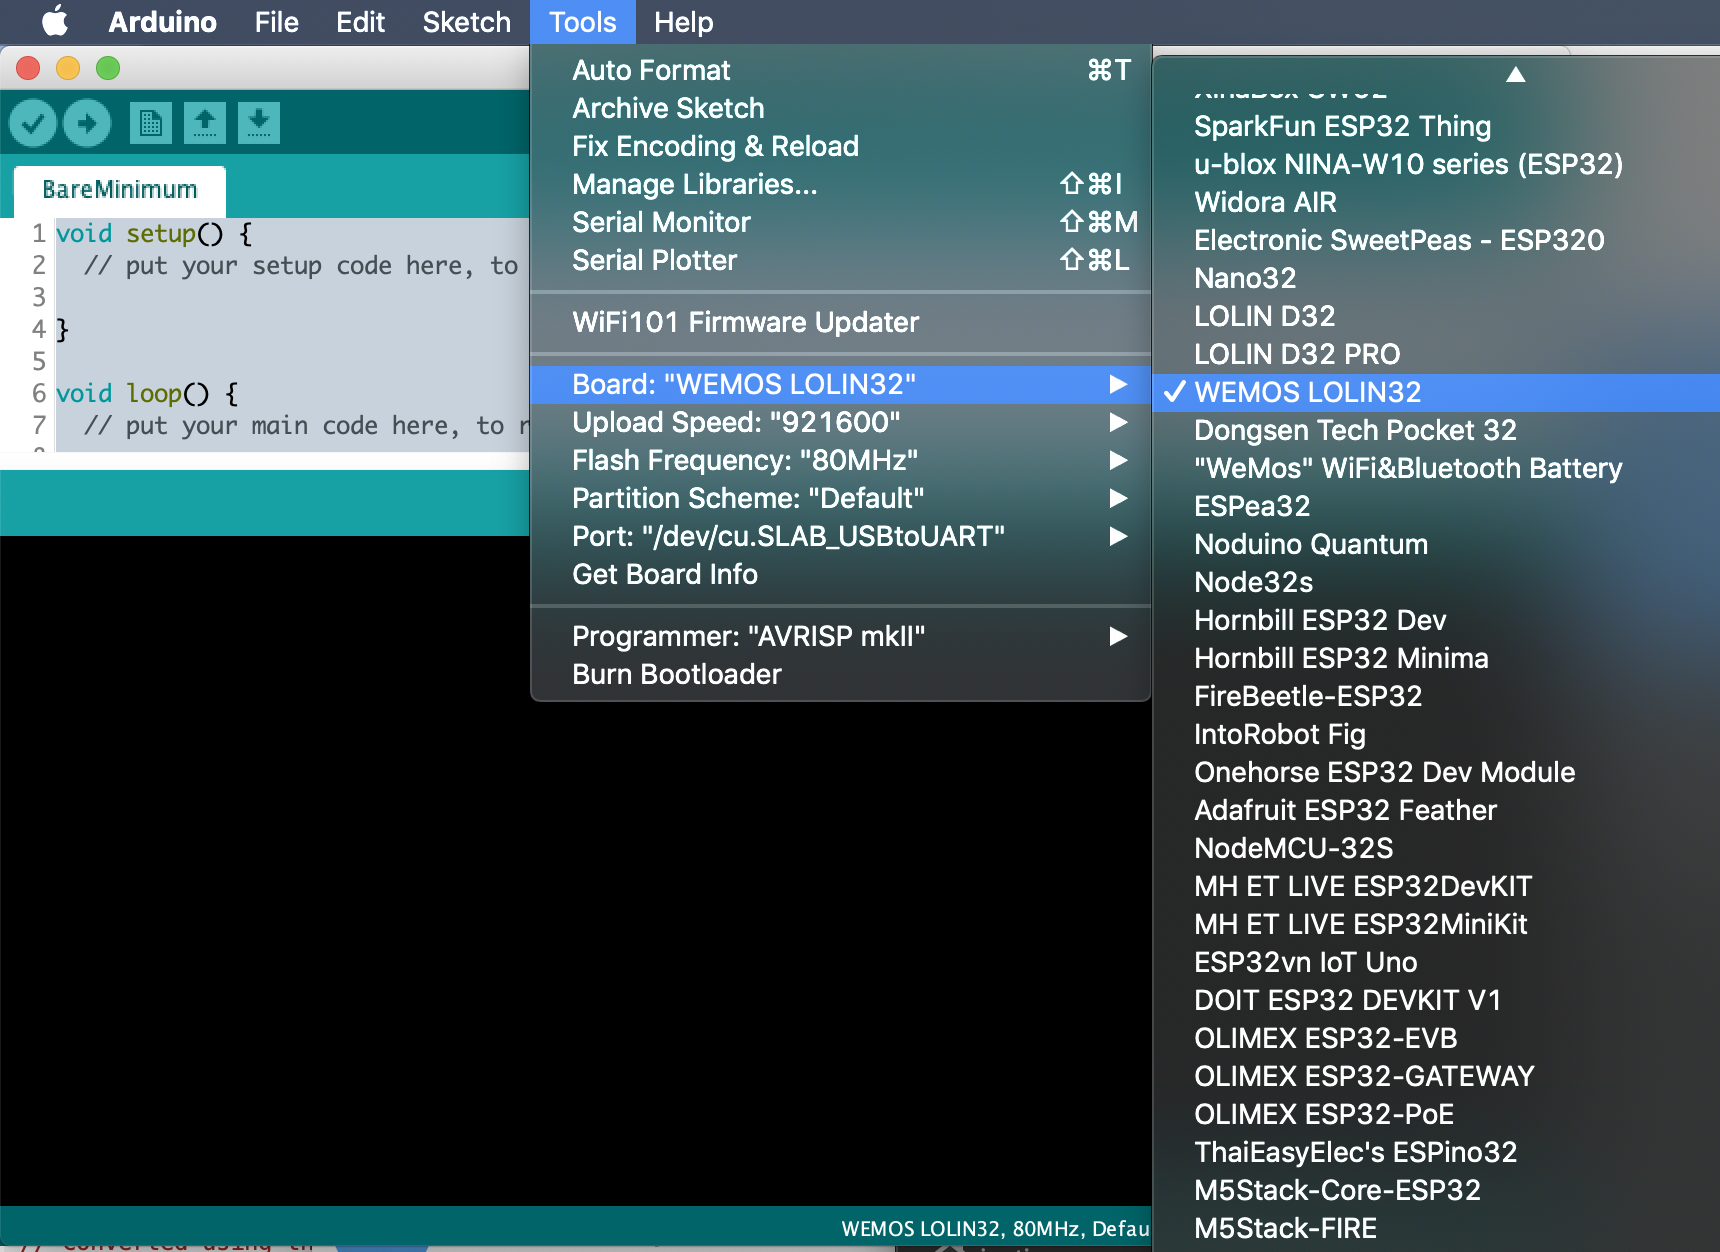 Arduino File Edit Sketch Tools Help
BareMinimum
1 void setup() {
2 // put your setup code here, to
3
4 }
5
6 void loop() {
7 // put your main code here, to r
8
Auto Format ⌘T
Archive Sketch
Fix Encoding & Reload
Manage Libraries... ⇧⌘I
Serial Monitor ⇧⌘M
Serial Plotter ⇧⌘L
WiFi101 Firmware Updater
Board: "WEMOS LOLIN32" ▶
Upload Speed: "921600" ▶
Flash Frequency: "80MHz" ▶
Partition Scheme: "Default" ▶
Port: "/dev/cu.SLAB_USBtoUART" ▶
Get Board Info
Programmer: "AVRISP mkII" ▶
Burn Bootloader
▲
XinaBox CW02
SparkFun ESP32 Thing
u-blox NINA-W10 series (ESP32)
Widora AIR
Electronic SweetPeas - ESP320
Nano32
LOLIN D32
LOLIN D32 PRO
✓ WEMOS LOLIN32
Dongsen Tech Pocket 32
"WeMos" WiFi&Bluetooth Battery
ESPea32
Noduino Quantum
Node32s
Hornbill ESP32 Dev
Hornbill ESP32 Minima
FireBeetle-ESP32
IntoRobot Fig
Onehorse ESP32 Dev Module
Adafruit ESP32 Feather
NodeMCU-32S
MH ET LIVE ESP32DevKIT
MH ET LIVE ESP32MiniKit
ESP32vn IoT Uno
DOIT ESP32 DEVKIT V1
OLIMEX ESP32-EVB
OLIMEX ESP32-GATEWAY
OLIMEX ESP32-PoE
ThaiEasyElec's ESPino32
M5Stack-Core-ESP32
M5Stack-FIRE
WEMOS LOLIN32, 80MHz, Defau
// converted using th